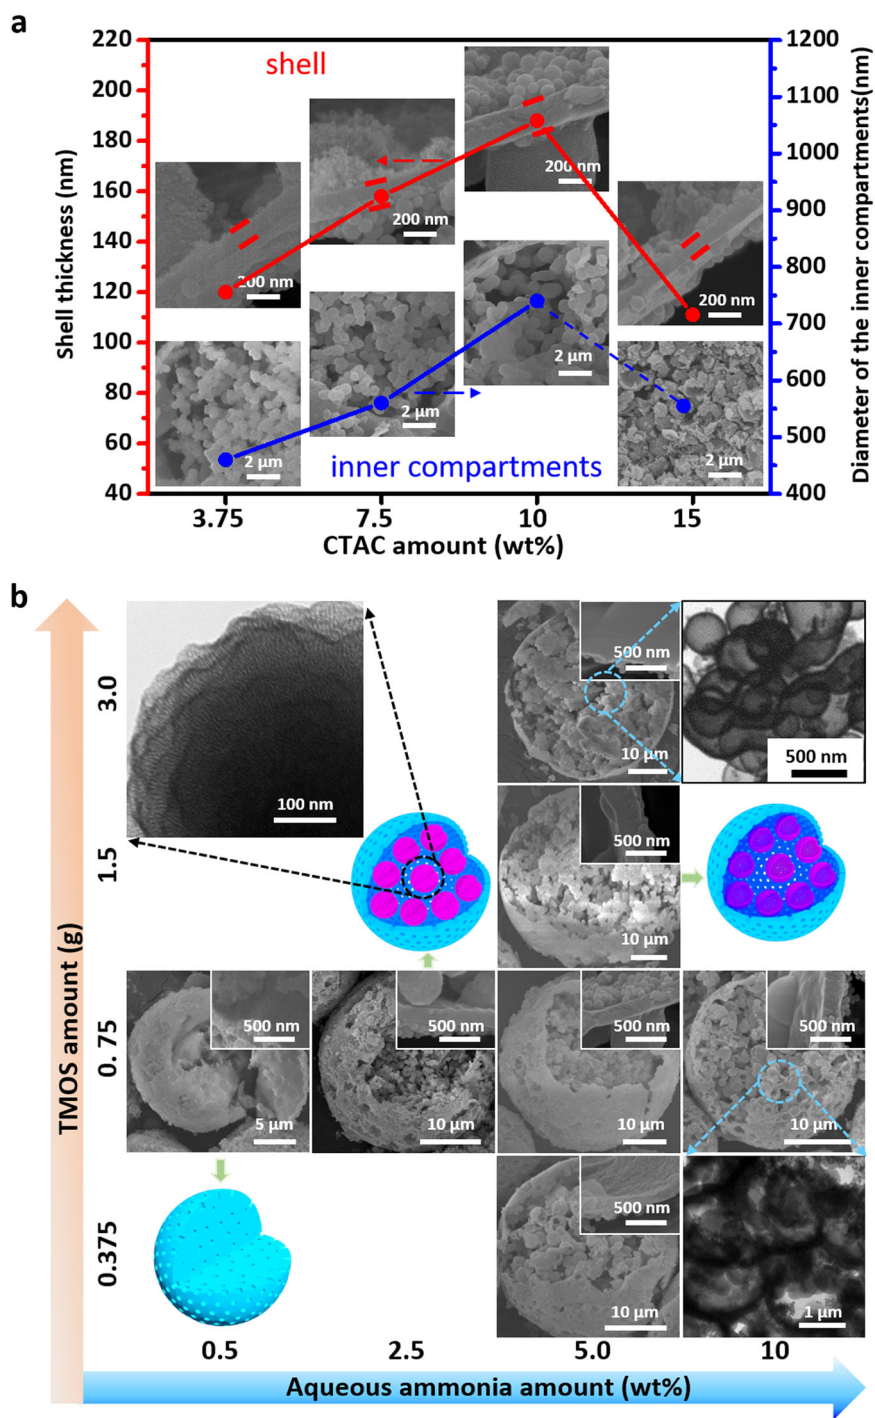 a
220
200
180
160
140
120
100
80
60
40
Shell thickness (nm)
shell
200 nm
200 nm
200 nm
200 nm
2 µm
2 µm
2 µm
2 µm
inner compartments
1200
1100
1000
900
800
700
600
500
400
Diameter of the inner compartments(nm)
3.75
7.5
10
15
CTAC amount (wt%)
b
TMOS amount (g)
3.0
1.5
0. 75
0.375
100 nm
500 nm
10 µm
500 nm
500 nm
10 µm
500 nm
5 µm
500 nm
10 µm
500 nm
10 µm
500 nm
10 µm
500 nm
10 µm
1 µm
0.5
2.5
5.0
10
Aqueous ammonia amount (wt%)